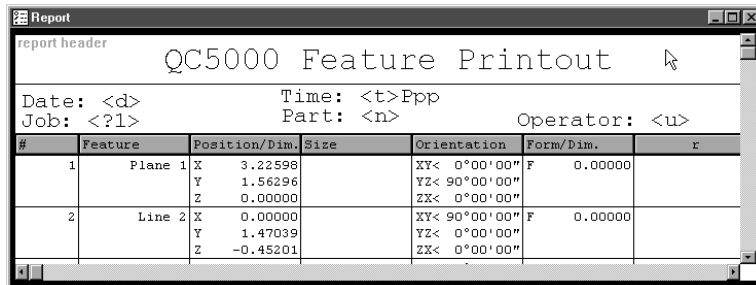 Report
report header
QC5000 Feature Printout
Date: <d> Time: <t>Ppp
Job: <?1> Part: <n> Operator: <u>
# Feature Position/Dim. Size Orientation Form/Dim. r
1 Plane 1 X 3.22598 XY< 0°00'00" F 0.00000
Y 1.56296 YZ< 90°00'00"
Z 0.00000 ZX< 0°00'00"
2 Line 2 X 0.00000 XY< 90°00'00" F 0.00000
Y 1.47039 YZ< 0°00'00"
Z -0.45201 ZX< 0°00'00"